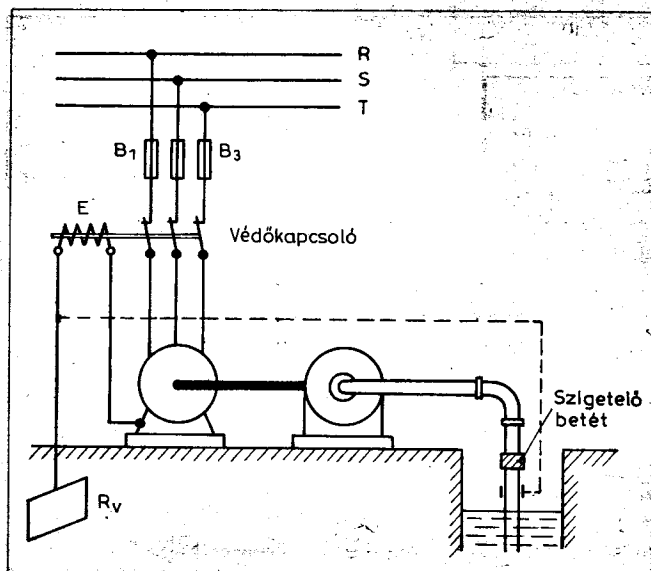 R
S
T
B₁
B₃
E
Védőkapcsoló
Szigetelő
betét
Rᵥ